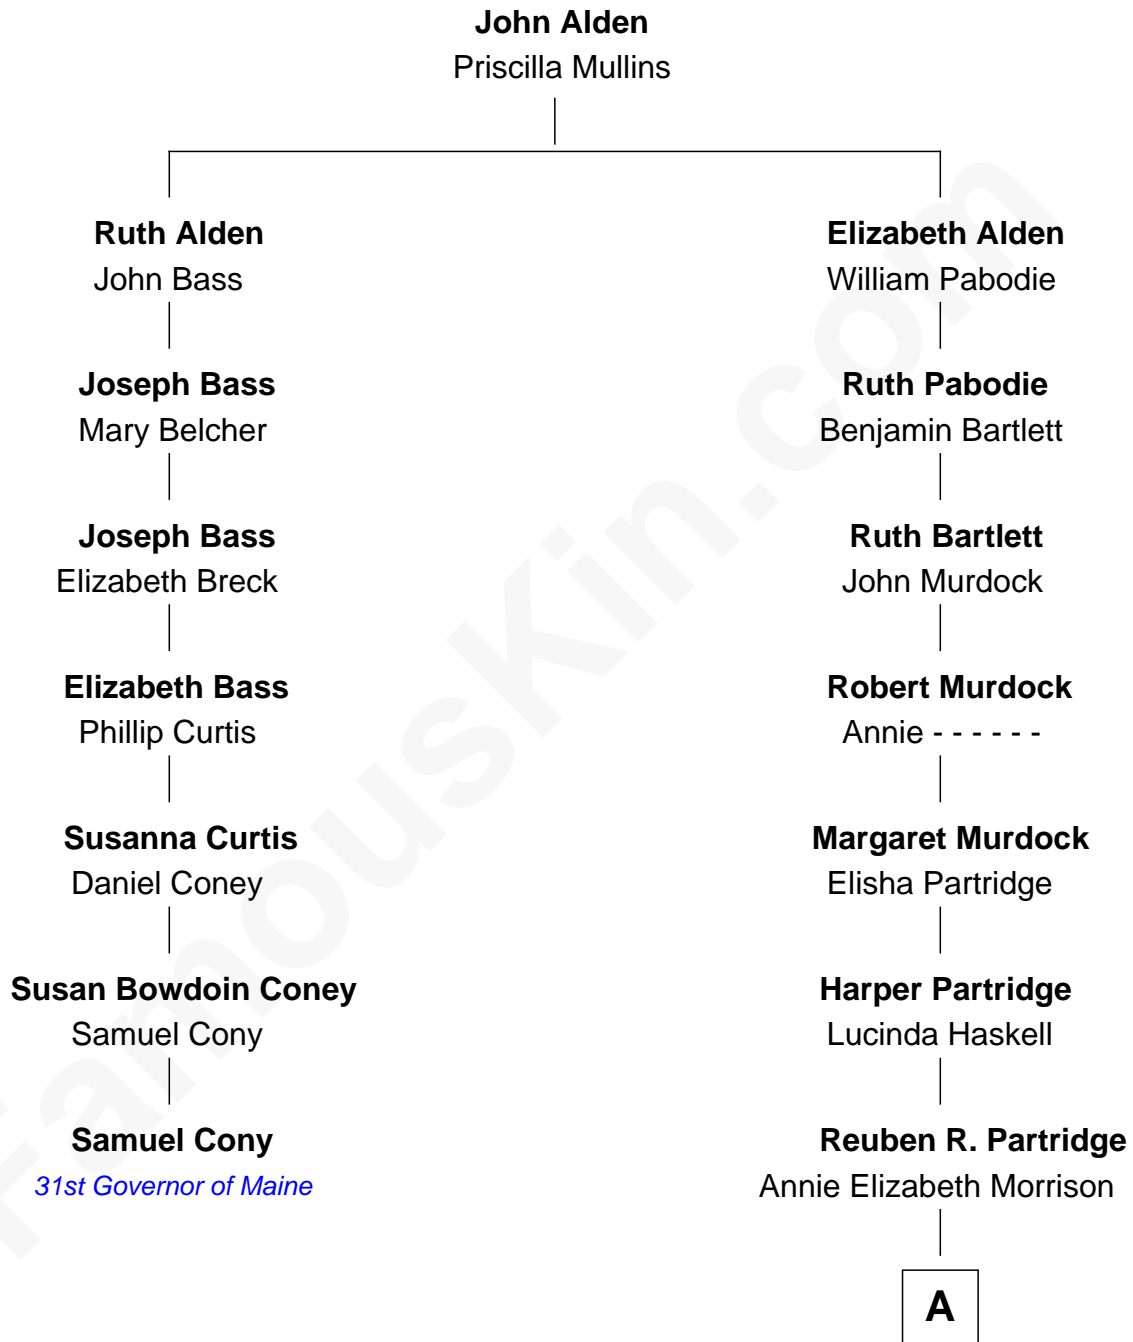 John Alden
Priscilla Mullins
Ruth Alden
John Bass
Elizabeth Alden
William Pabodie
Joseph Bass
Mary Belcher
Ruth Pabodie
Benjamin Bartlett
Joseph Bass
Elizabeth Breck
Ruth Bartlett
John Murdock
Elizabeth Bass
Phillip Curtis
Robert Murdock
Annie - - - - - -
Susanna Curtis
Daniel Coney
Margaret Murdock
Elisha Partridge
Susan Bowdoin Coney
Samuel Cony
Harper Partridge
Lucinda Haskell
Samuel Cony
31st Governor of Maine
Reuben R. Partridge
Annie Elizabeth Morrison
A
FamousKin.com